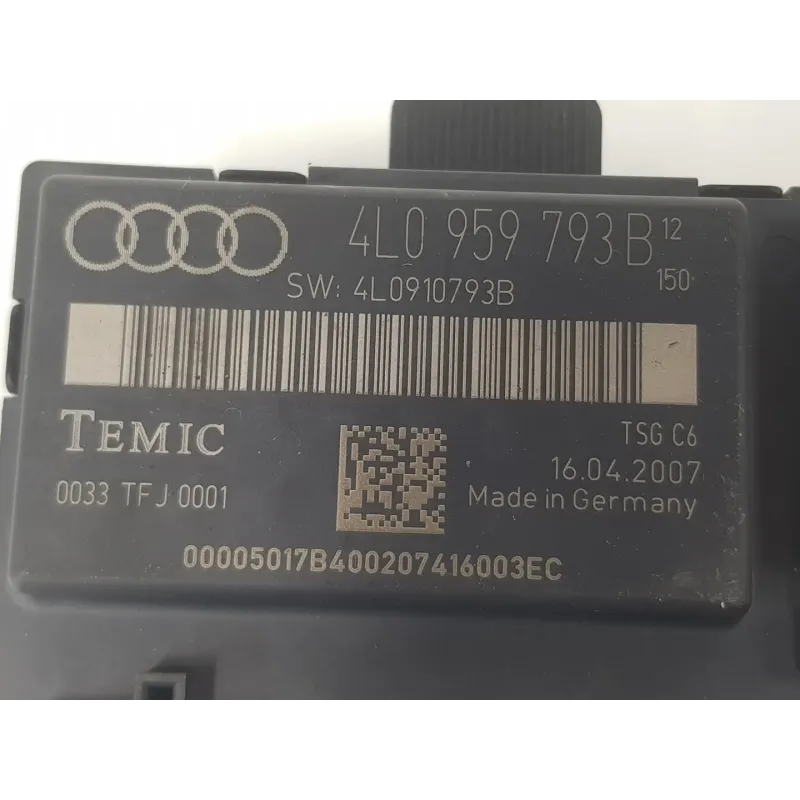 4L0 959 793 B 12
SW: 4L0910793B 150
TEMIC TSG C6
16.04.2007
0033 TFJ 0001 Made in Germany
00005017B400207416003EC